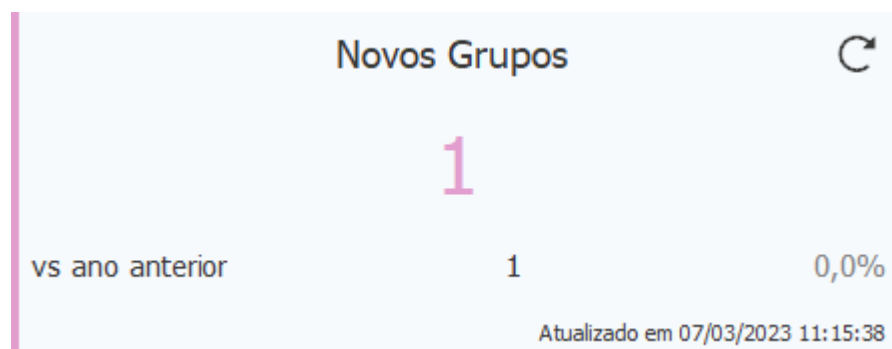 Novos Grupos
1
vs ano anterior 1 0,0%
Atualizado em 07/03/2023 11:15:38